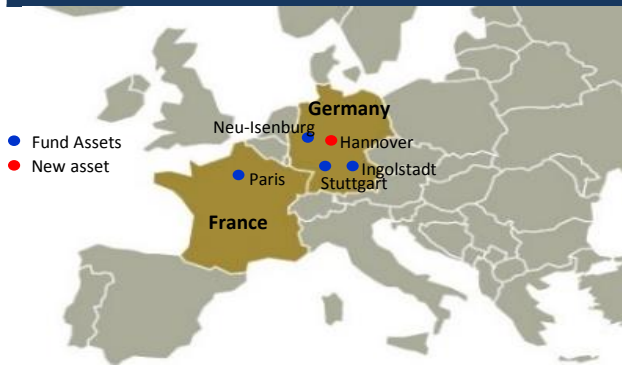 Germany
Neu-Isenburg
Fund Assets
Hannover
New asset
Ingolstadt
Paris
Stuttgart
France